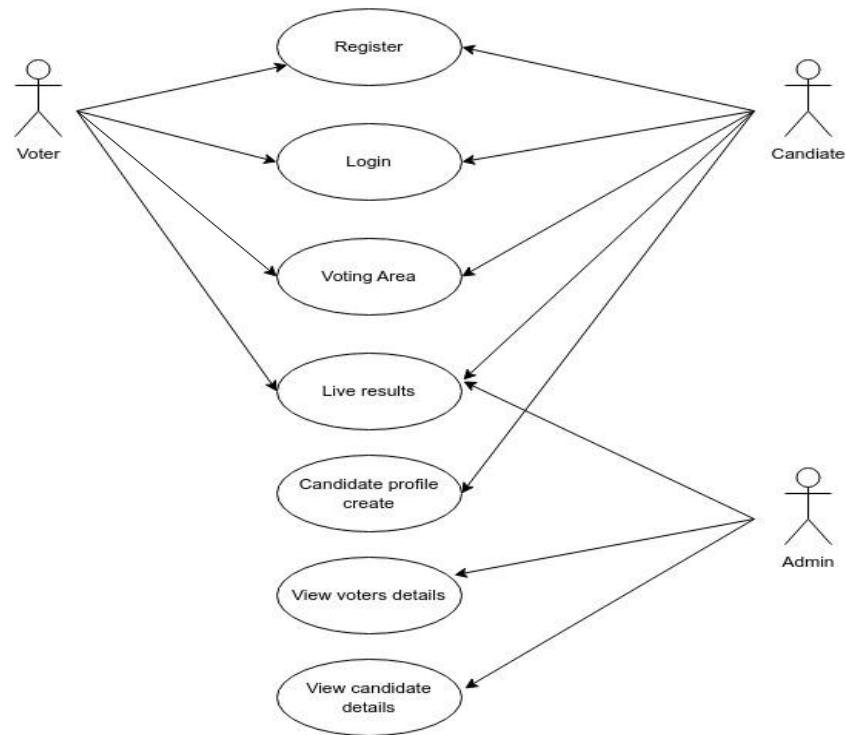 Register
Voter
Login
Candiate
Voting Area
Live results
Candidate profile
create
Admin
View voters details
View candidate
details